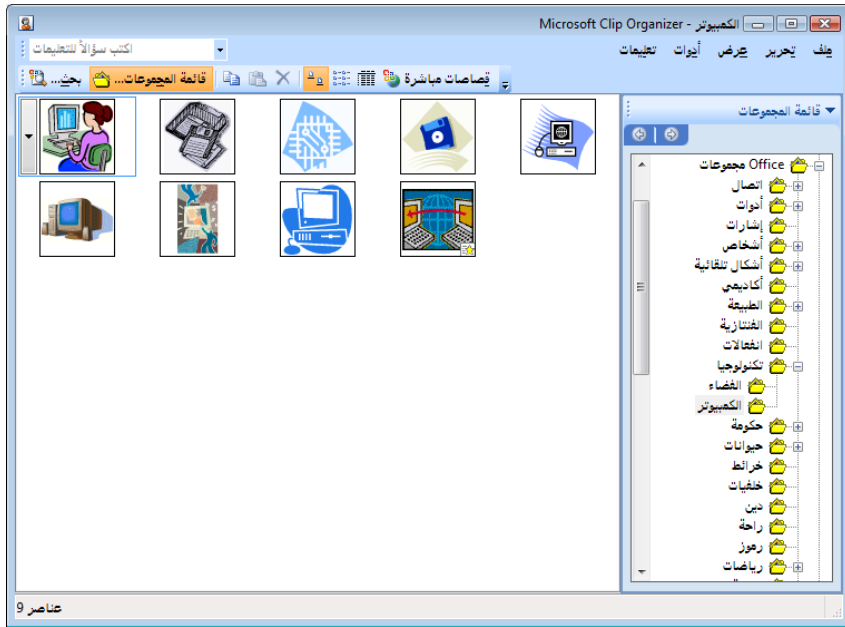 الكمبيوتر - Microsoft Clip Organizer
ملف تحرير عرض أدوات تعليمات
اكتب سؤالاً للتعليمات
بحث... قائمة المجموعات... قصاصات مباشرة
قائمة المجموعات
Office مجموعات
اتصال
أدوات
إشارات
أشخاص
أشكال تلقائية
أكاديمي
الطبيعة
الفنتازية
انفعالات
تكنولوجيا
الفضاء
الكمبيوتر
حكومة
حيوانات
خرائط
خلفيات
دين
راحة
رموز
رياضات
عناصر 9